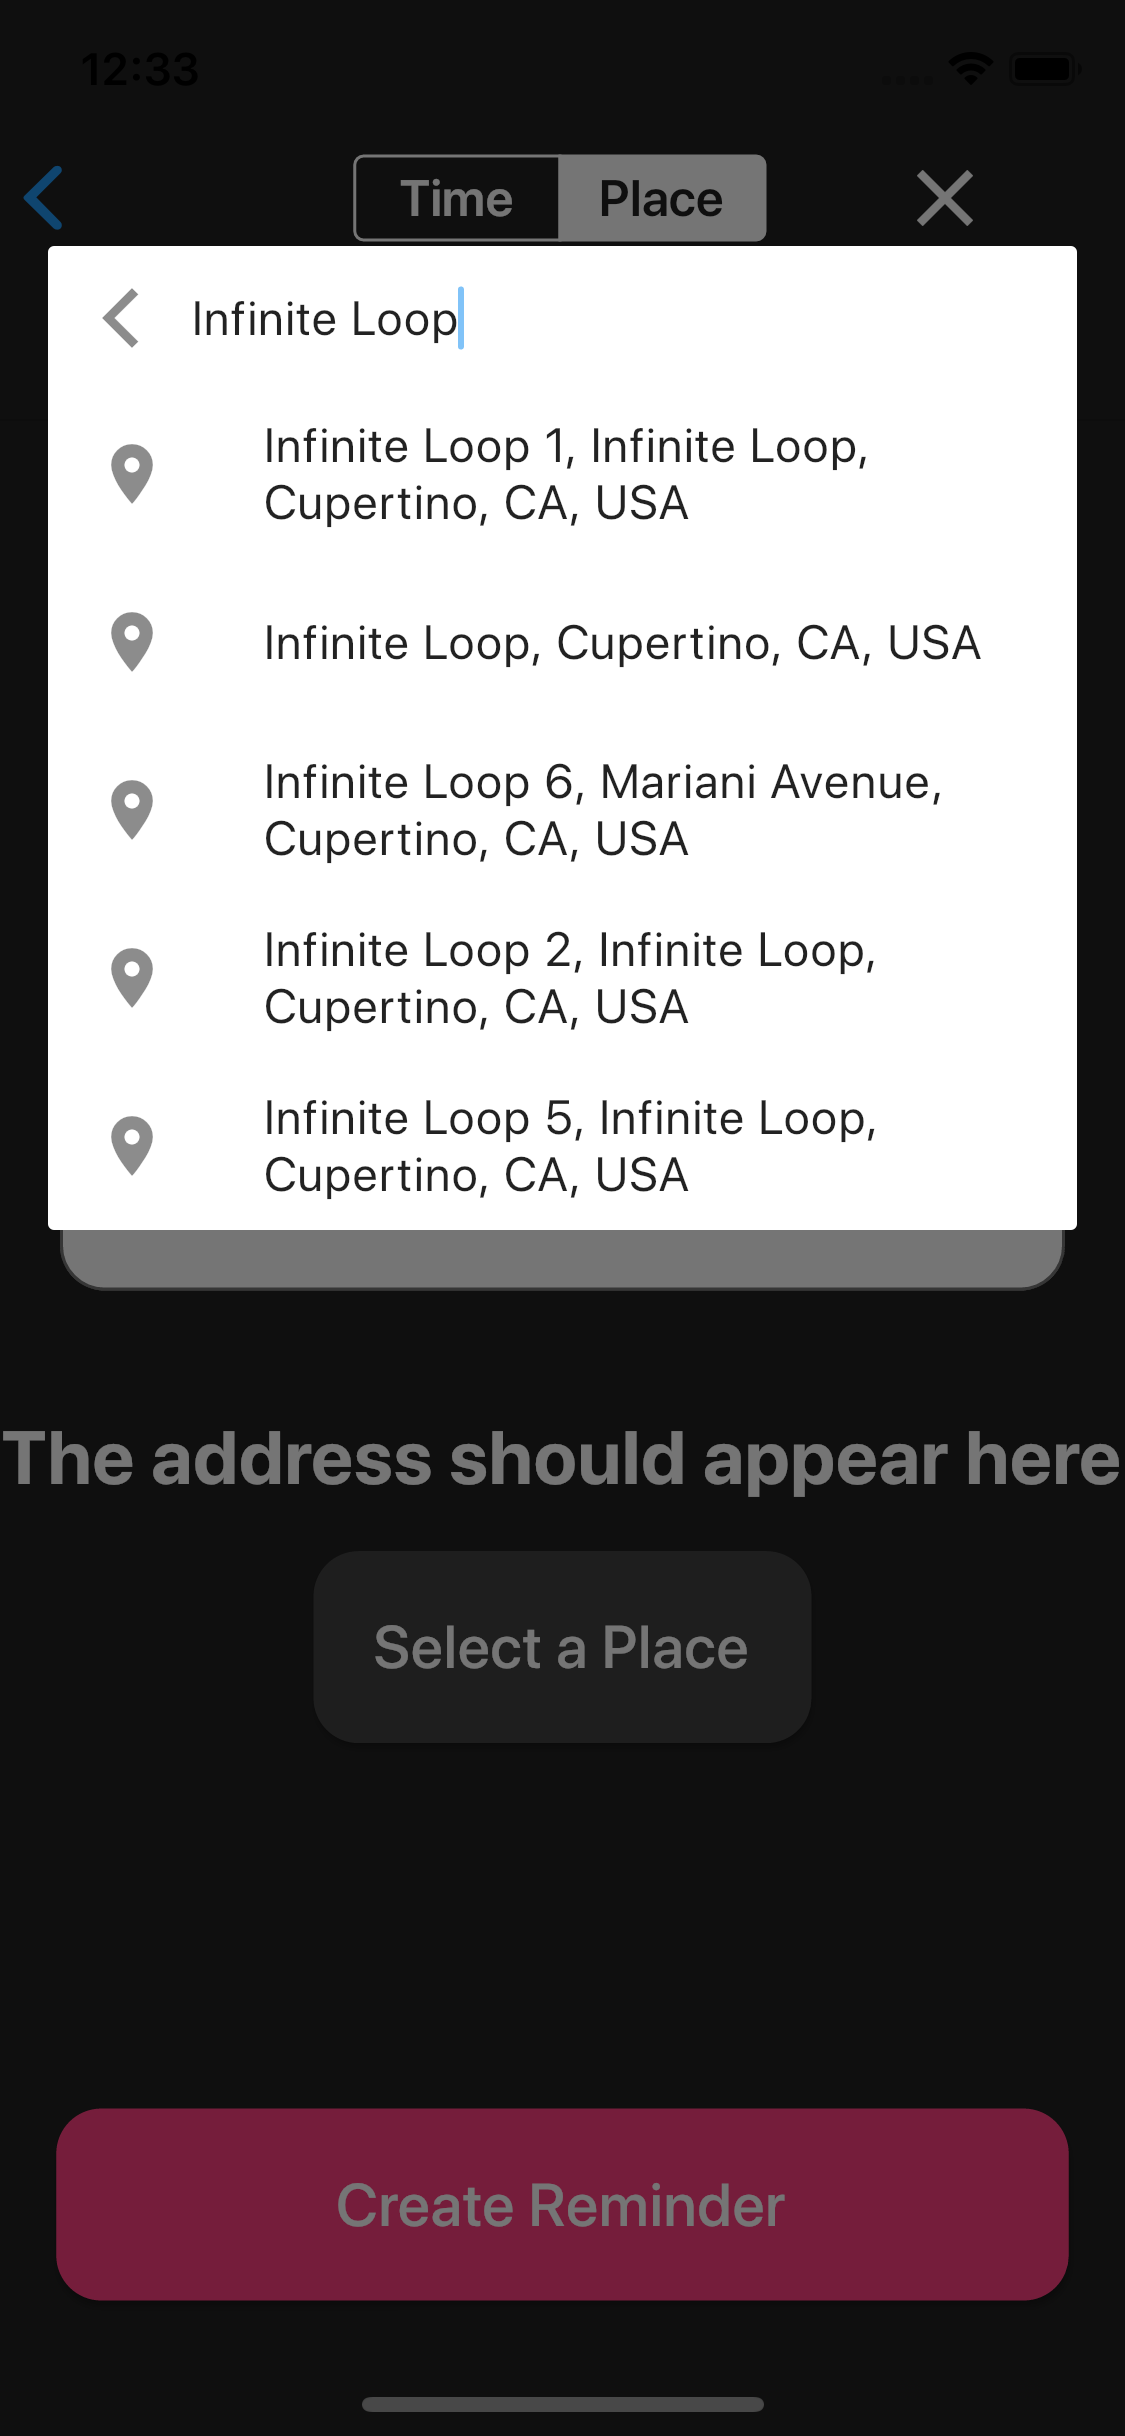 12:33
Time Place
Infinite Loop
Infinite Loop 1, Infinite Loop,
Cupertino, CA, USA
Infinite Loop, Cupertino, CA, USA
Infinite Loop 6, Mariani Avenue,
Cupertino, CA, USA
Infinite Loop 2, Infinite Loop,
Cupertino, CA, USA
Infinite Loop 5, Infinite Loop,
Cupertino, CA, USA
The address should appear here
Select a Place
Create Reminder